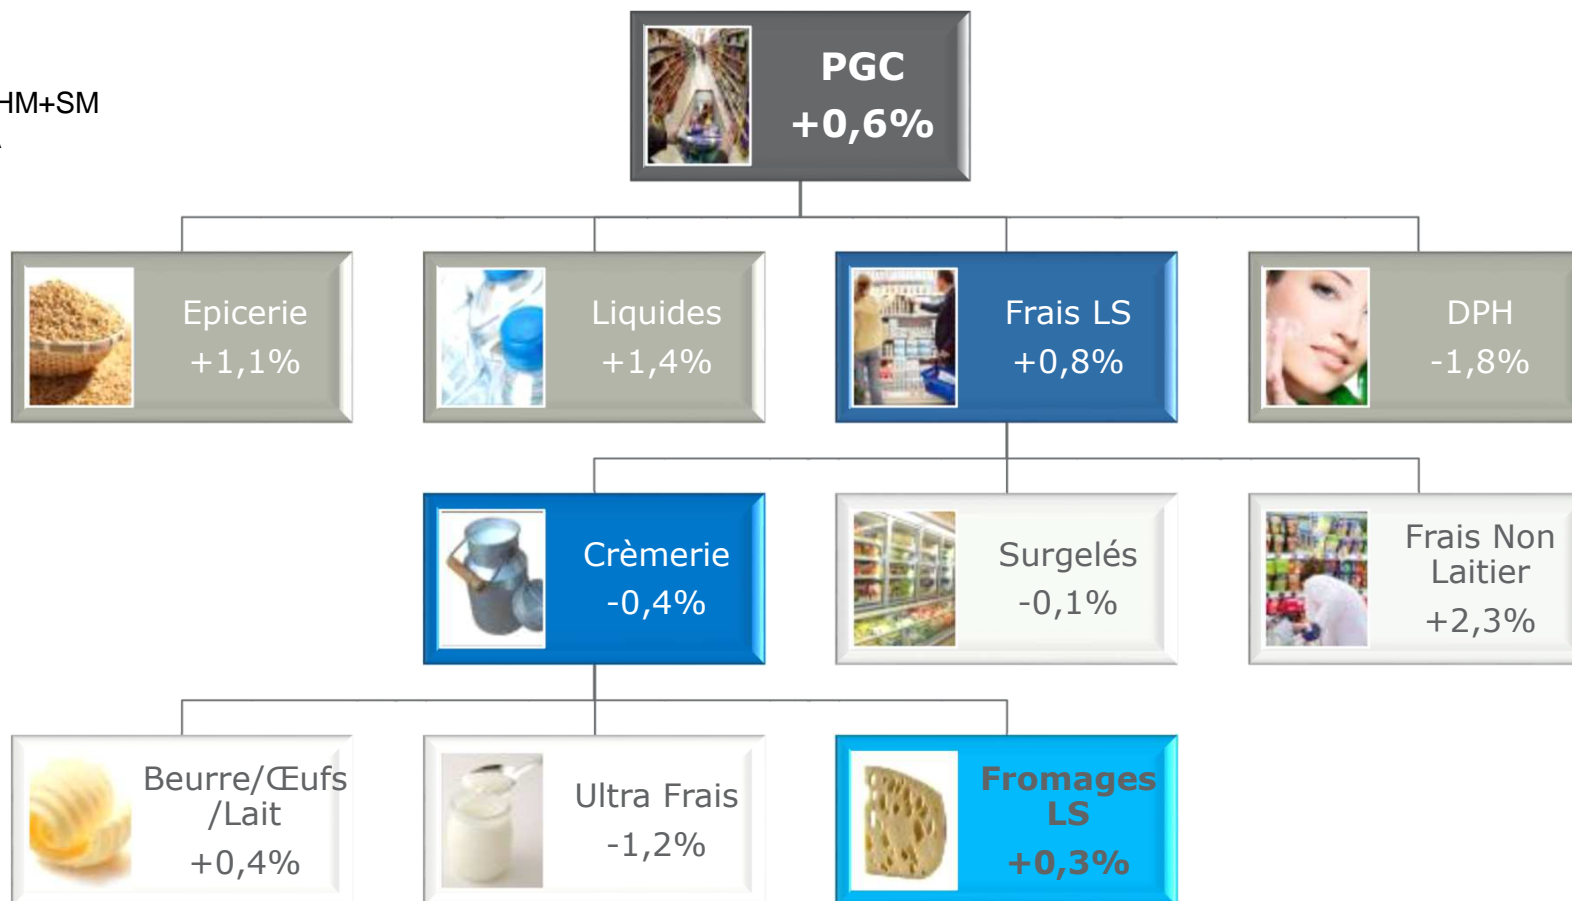 HM+SM
PGC
+0,6%
Epicerie
+1,1%
Liquides
+1,4%
Frais LS
+0,8%
DPH
-1,8%
Crèmerie
-0,4%
Surgelés
-0,1%
Frais Non
Laitier
+2,3%
Beurre/Œufs
/Lait
+0,4%
Ultra Frais
-1,2%
Fromages
LS
+0,3%